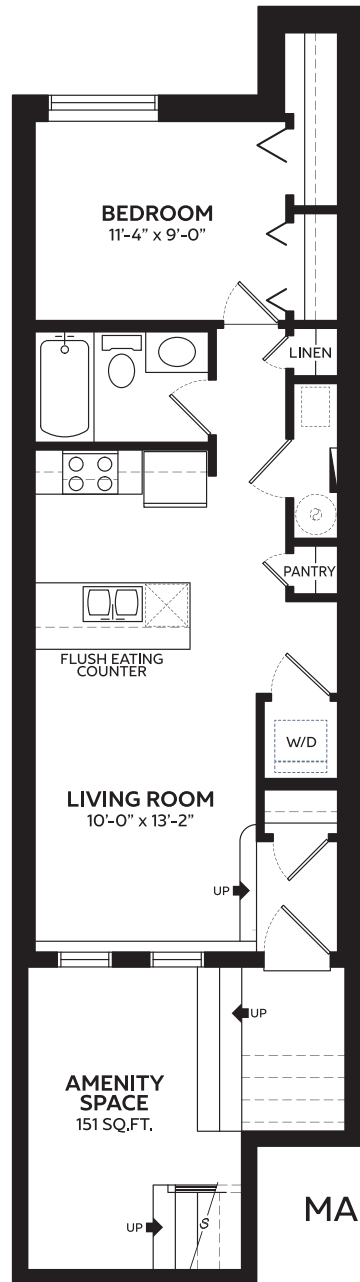 BEDROOM
11'-4" x 9'-0"
LINEN
PANTRY
FLUSH EATING
COUNTER
W/D
LIVING ROOM
10'-0" x 13'-2"
UP
UP
AMENITY
SPACE
151 SQ.FT.
UP
S
MA